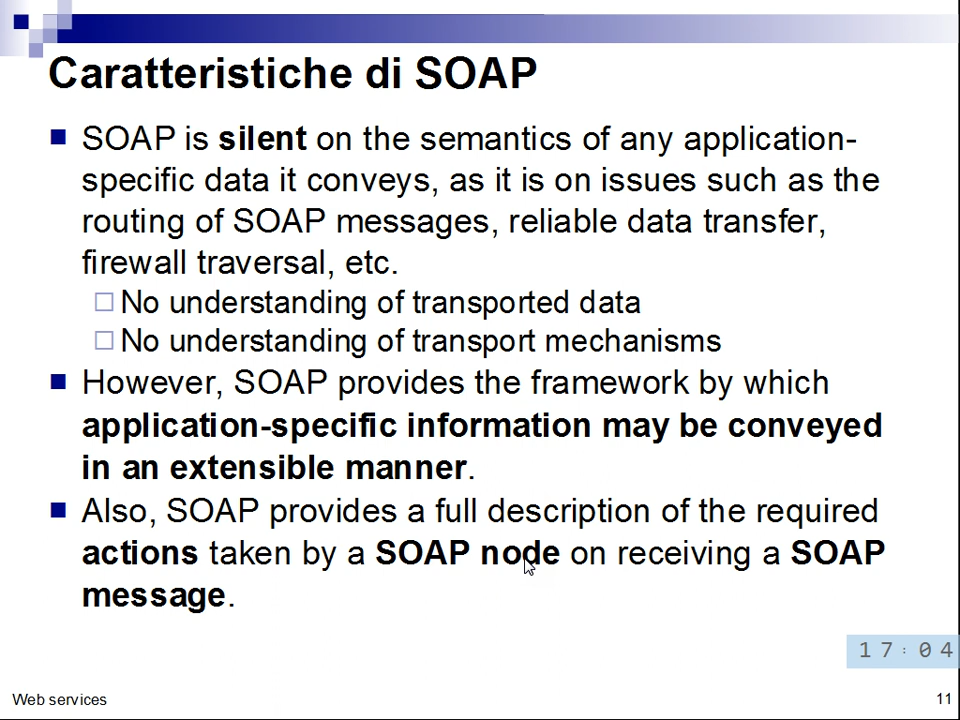 Caratteristiche di SOAP
SOAP is silent on the semantics of any application-
specific data it conveys, as it is on issues such as the
routing of SOAP messages, reliable data transfer,
firewall traversal, etc.
No understanding of transported data
No understanding of transport mechanisms
However, SOAP provides the framework by which
application-specific information may be conveyed
in an extensible manner.
Also, SOAP provides a full description of the required
actions taken by a SOAP node on receiving a SOAP
message.
17:04
Web services
11